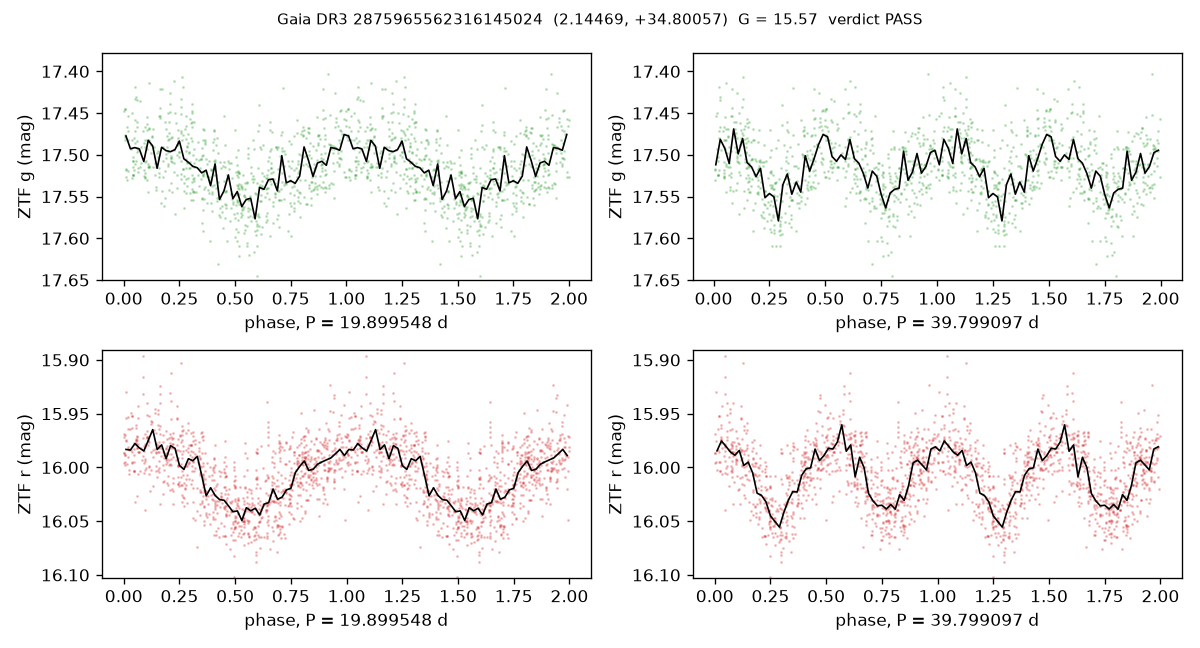 Gaia DR3 2875965562316145024  (2.14469, +34.80057)  G = 15.57  verdict PASS
ZTF g (mag)
17.40
17.45
17.50
17.55
17.60
17.65
0.00 0.25 0.50 0.75 1.00 1.25 1.50 1.75 2.00
phase, P = 19.899548 d
ZTF g (mag)
17.40
17.45
17.50
17.55
17.60
17.65
0.00 0.25 0.50 0.75 1.00 1.25 1.50 1.75 2.00
phase, P = 39.799097 d
ZTF r (mag)
15.90
15.95
16.00
16.05
16.10
0.00 0.25 0.50 0.75 1.00 1.25 1.50 1.75 2.00
phase, P = 19.899548 d
ZTF r (mag)
15.90
15.95
16.00
16.05
16.10
0.00 0.25 0.50 0.75 1.00 1.25 1.50 1.75 2.00
phase, P = 39.799097 d